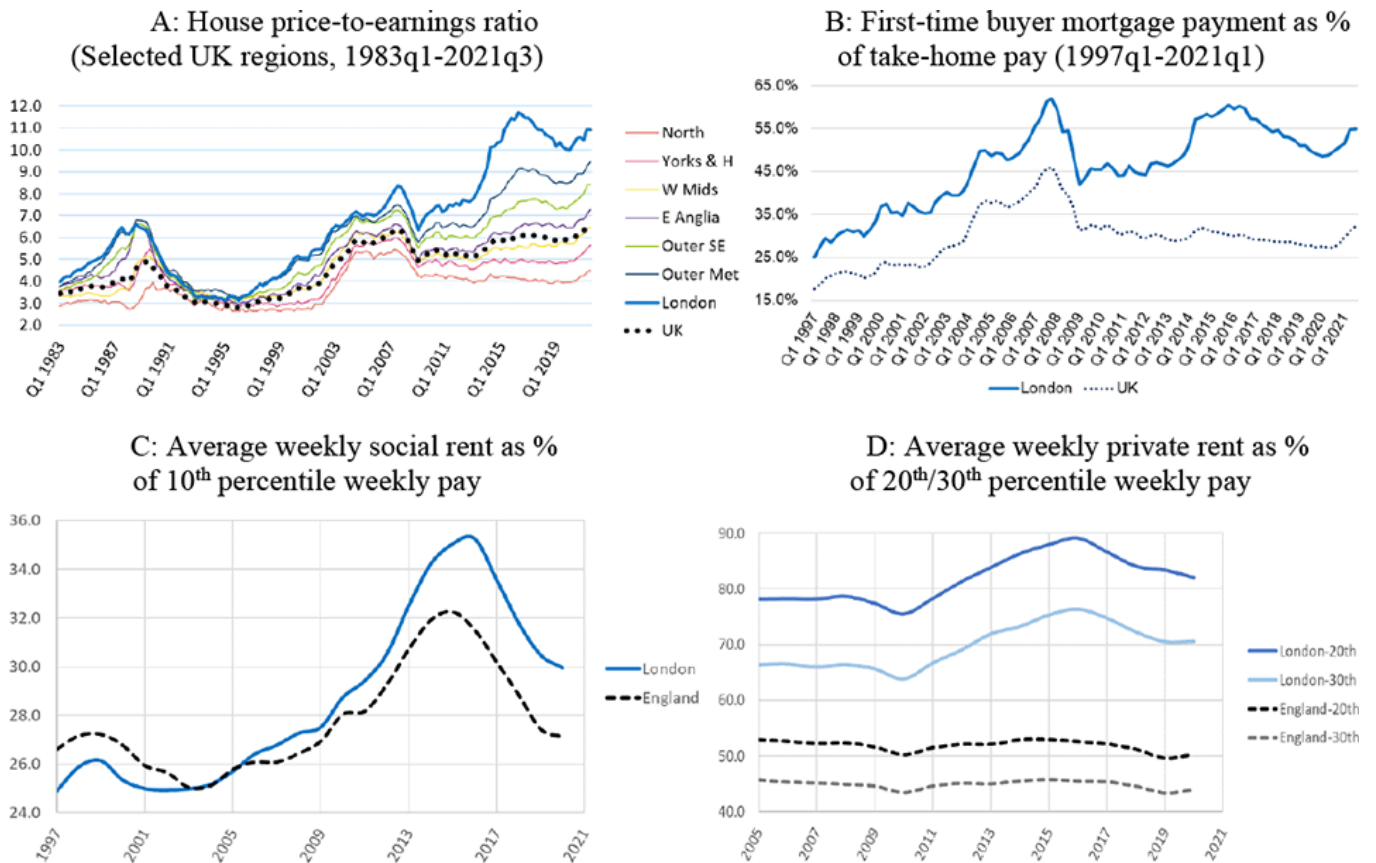 A: House price-to-earnings ratio
(Selected UK regions, 1983q1-2021q3)
12.0
11.0
10.0
9.0
8.0
7.0
6.0
5.0
4.0
3.0
2.0
Q1 1983
Q1 1987
Q1 1991
Q1 1995
Q1 1999
Q1 2003
Q1 2007
Q1 2011
Q1 2015
Q1 2019
North
Yorks & H
W Mids
E Anglia
Outer SE
Outer Met
London
UK
B: First-time buyer mortgage payment as %
of take-home pay (1997q1-2021q1)
65.0%
55.0%
45.0%
35.0%
25.0%
15.0%
Q1 1997
Q1 1998
Q1 1999
Q1 2000
Q1 2001
Q1 2002
Q1 2003
Q1 2004
Q1 2005
Q1 2006
Q1 2007
Q1 2008
Q1 2009
Q1 2010
Q1 2011
Q1 2012
Q1 2013
Q1 2014
Q1 2015
Q1 2016
Q1 2017
Q1 2018
Q1 2019
Q1 2020
Q1 2021
London
UK
C: Average weekly social rent as %
of 10th percentile weekly pay
36.0
34.0
32.0
30.0
28.0
26.0
24.0
1997
2001
2005
2009
2013
2017
2021
London
England
D: Average weekly private rent as %
of 20th/30th percentile weekly pay
90.0
80.0
70.0
60.0
50.0
40.0
2005
2007
2009
2011
2013
2015
2017
2019
2021
London-20th
London-30th
England-20th
England-30th